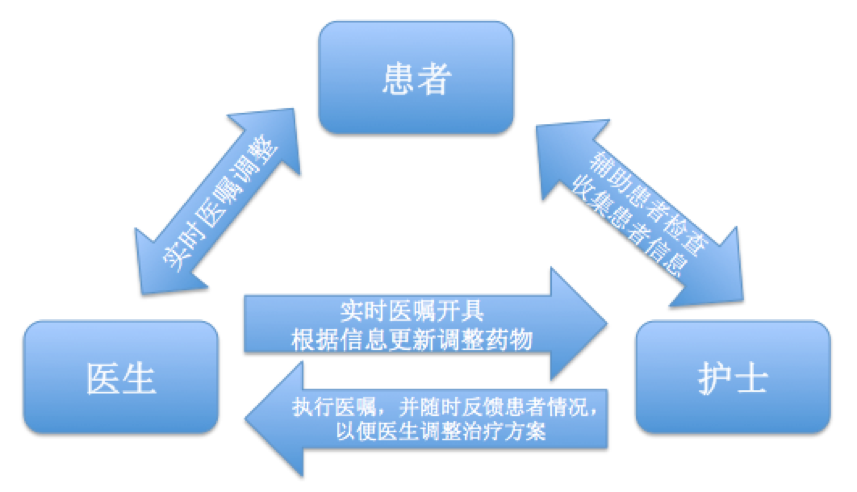 患者
实时医嘱调整
辅助患者检查
收集患者信息
实时医嘱开具
根据信息更新调整药物
医生
护士
执行医嘱，并随时反馈患者情况，
以便医生调整治疗方案